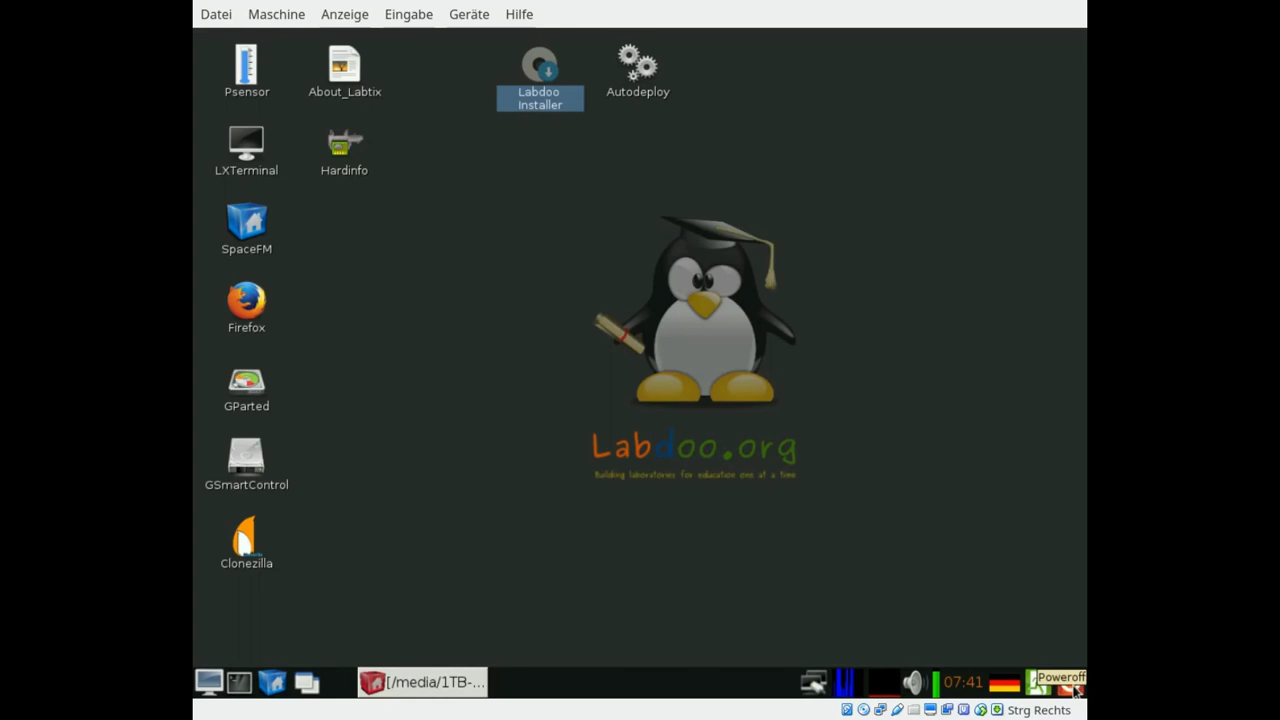 Datei Maschine Anzeige Eingabe Geräte Hilfe
Psensor
About_Labtix
Labdoo
Installer
Autodeploy
LXTerminal
Hardinfo
SpaceFM
Firefox
GParted
GSmartControl
Clonezilla
Labdoo.org
Building laboratories for education one at a time
[/media/1TB-...
07:41
Poweroff
Strg Rechts